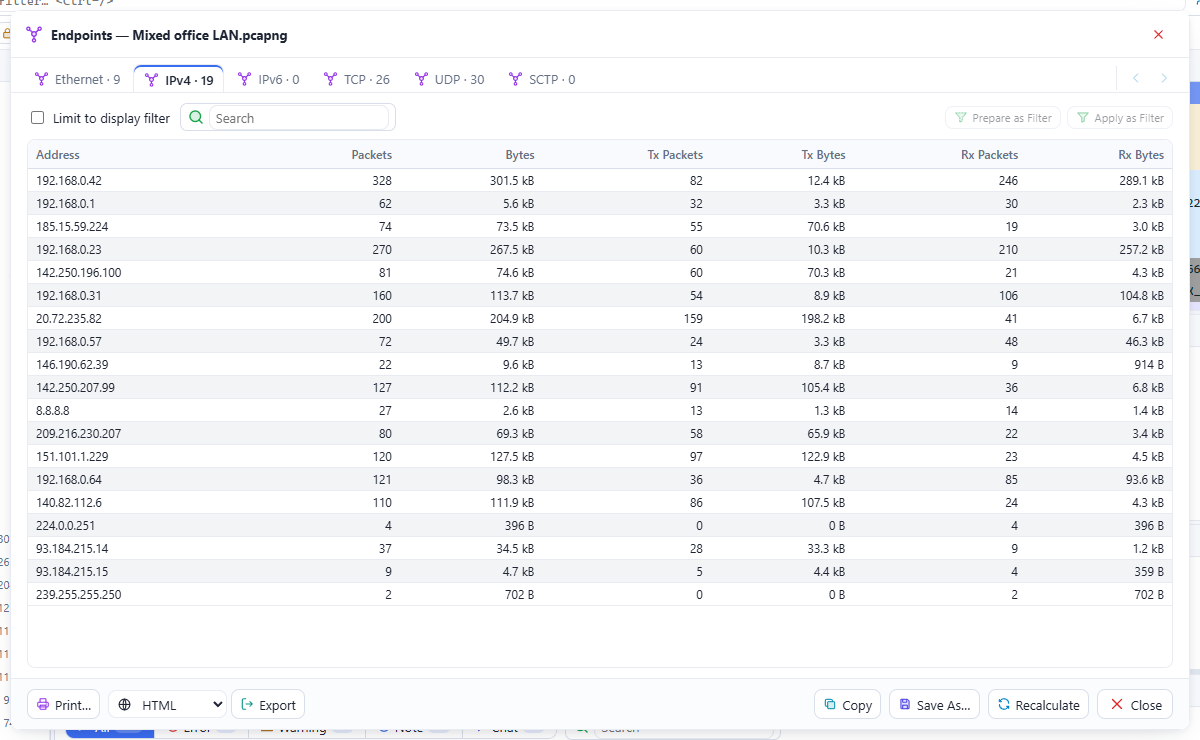 Endpoints — Mixed office LAN.pcapng
Ethernet · 9 IPv4 · 19 IPv6 · 0 TCP · 26 UDP · 30 SCTP · 0
Limit to display filter Search Prepare as Filter Apply as Filter
Address Packets Bytes Tx Packets Tx Bytes Rx Packets Rx Bytes
192.168.0.42 328 301.5 kB 82 12.4 kB 246 289.1 kB
192.168.0.1 62 5.6 kB 32 3.3 kB 30 2.3 kB
185.15.59.224 74 73.5 kB 55 70.6 kB 19 3.0 kB
192.168.0.23 270 267.5 kB 60 10.3 kB 210 257.2 kB
142.250.196.100 81 74.6 kB 60 70.3 kB 21 4.3 kB
192.168.0.31 160 113.7 kB 54 8.9 kB 106 104.8 kB
20.72.235.82 200 204.9 kB 159 198.2 kB 41 6.7 kB
192.168.0.57 72 49.7 kB 24 3.3 kB 48 46.3 kB
146.190.62.39 22 9.6 kB 13 8.7 kB 9 914 B
142.250.207.99 127 112.2 kB 91 105.4 kB 36 6.8 kB
8.8.8.8 27 2.6 kB 13 1.3 kB 14 1.4 kB
209.216.230.207 80 69.3 kB 58 65.9 kB 22 3.4 kB
151.101.1.229 120 127.5 kB 97 122.9 kB 23 4.5 kB
192.168.0.64 121 98.3 kB 36 4.7 kB 85 93.6 kB
140.82.112.6 110 111.9 kB 86 107.5 kB 24 4.3 kB
224.0.0.251 4 396 B 0 0 B 4 396 B
93.184.215.14 37 34.5 kB 28 33.3 kB 9 1.2 kB
93.184.215.15 9 4.7 kB 5 4.4 kB 4 359 B
239.255.255.250 2 702 B 0 0 B 2 702 B
Print... HTML Export Copy Save As... Recalculate Close